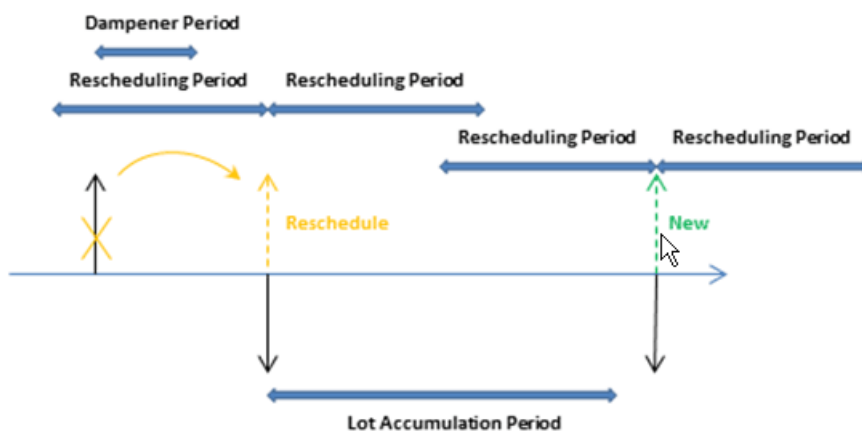 Dampener Period
Rescheduling Period Rescheduling Period
Rescheduling Period Rescheduling Period
Reschedule New
Lot Accumulation Period